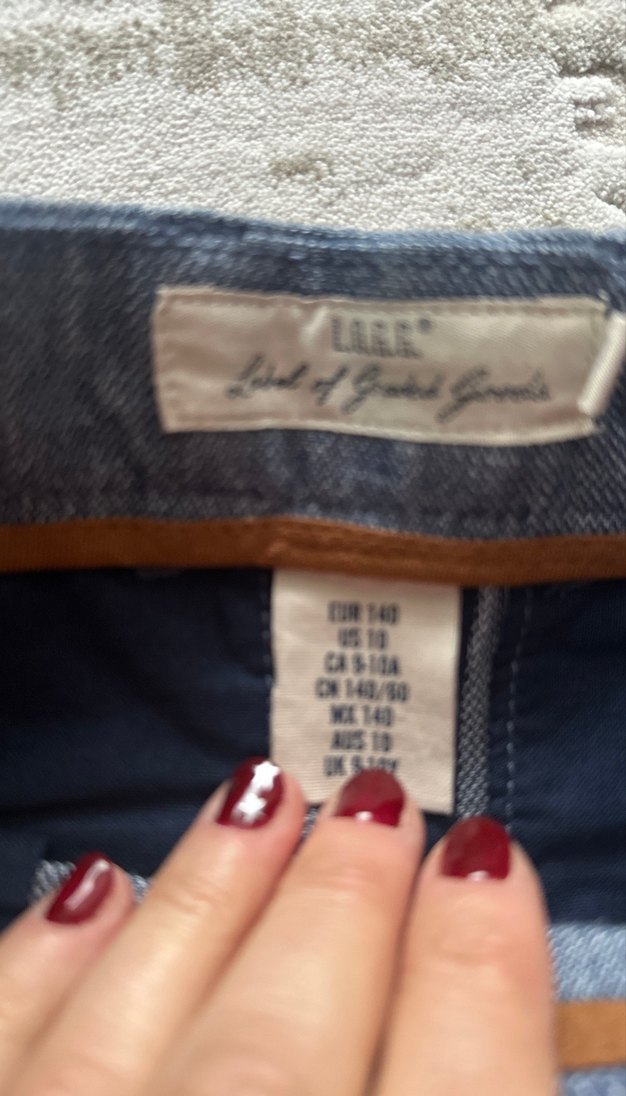 L.O.G.G.®
Label of Graded Goods
EUR 140
US 10
CA 9-10A
CN 140/60
MX 140
AUS 10
UK 9-10Y